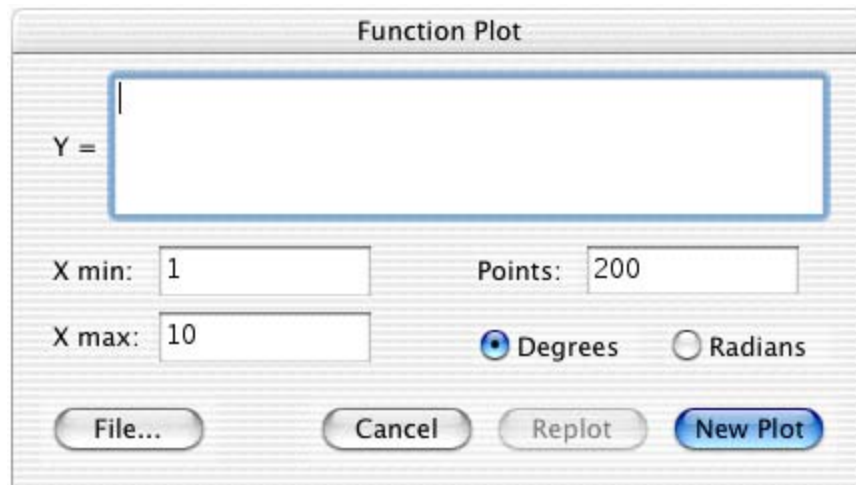 Function Plot
Y =
X min: 1
Points: 200
X max: 10
Degrees Radians
File... Cancel Replot New Plot